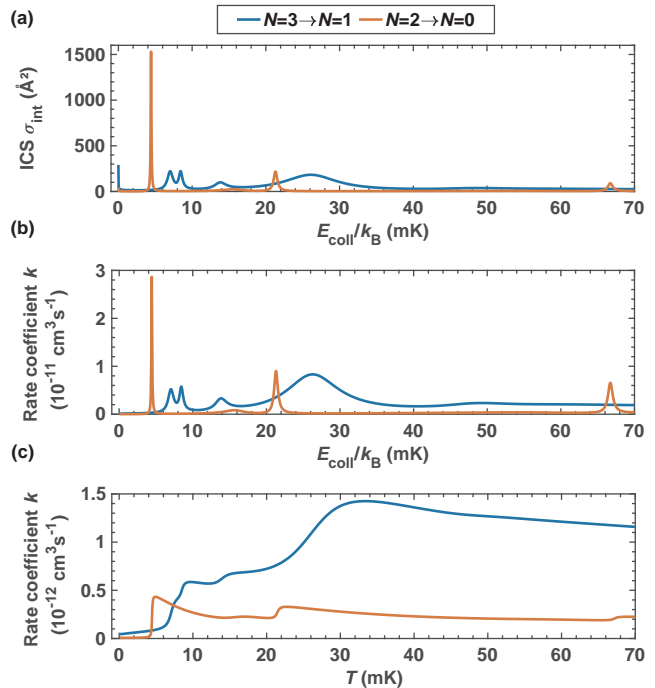 (a)
N=3→N=1 N=2→N=0
1500
1000
500
0
ICS σint (Å²)
0 10 20 30 40 50 60 70
Ecoll/kB (mK)
(b)
3
2
1
0
Rate coefficient k
(10-11 cm3s-1)
0 10 20 30 40 50 60 70
Ecoll/kB (mK)
(c)
1.5
1
0.5
0
Rate coefficient k
(10-12 cm3s-1)
0 10 20 30 40 50 60 70
T (mK)